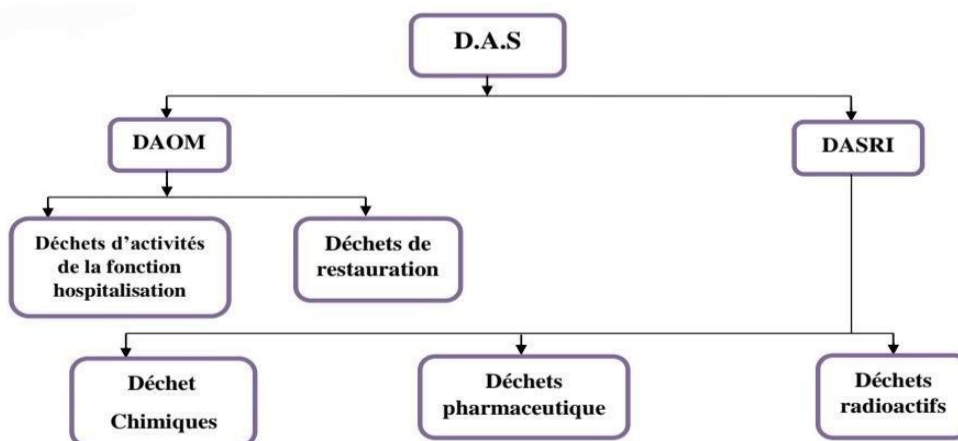 D.A.S
DAOM
DASRI
Déchets d’activités
de la fonction
hospitalisation
Déchets de
restauration
Déchet
Chimiques
Déchets
pharmaceutique
Déchets
radioactifs